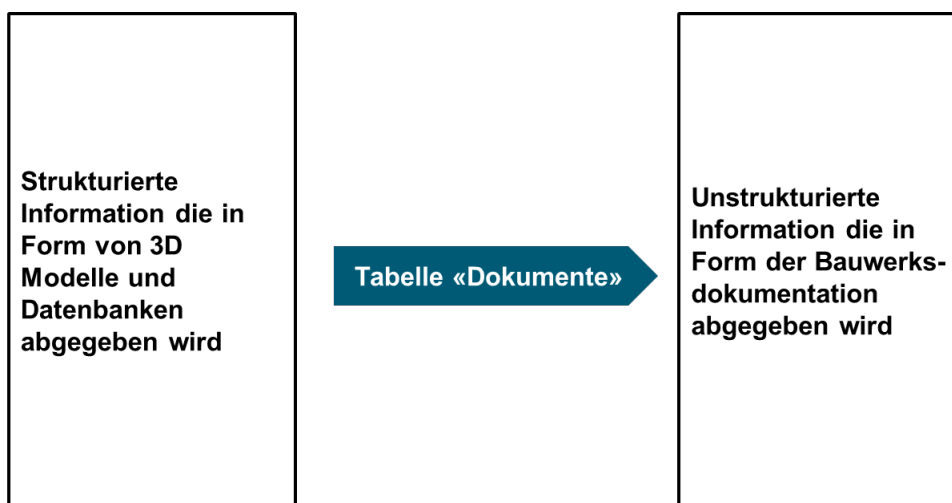 Strukturierte
Information die in
Form von 3D
Modelle und
Datenbanken
abgegeben wird
Tabelle «Dokumente»
Unstrukturierte
Information die in
Form der Bauwerks-
dokumentation
abgegeben wird